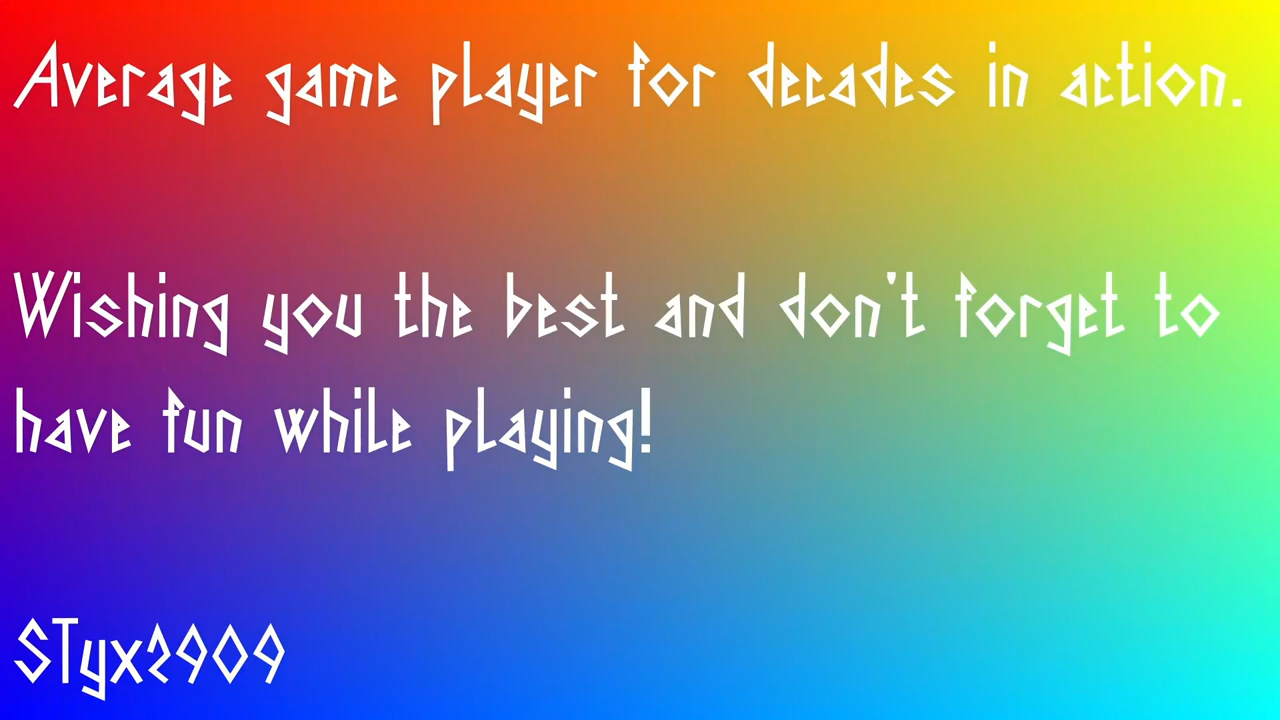 Average game player for decades in action.
Wishing you the best and don't forget to
have fun while playing!
STyx2909